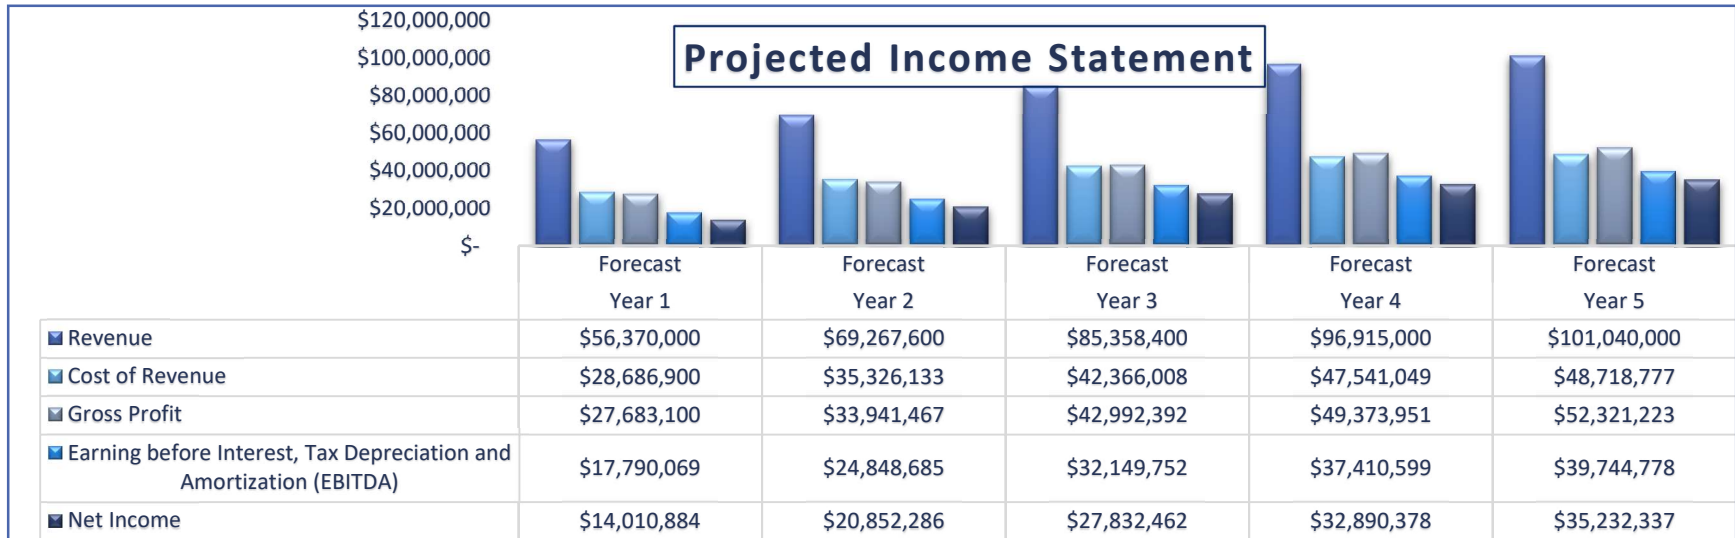 $120,000,000
$100,000,000
$80,000,000
$60,000,000
$40,000,000
$20,000,000
$-
Projected Income Statement
Forecast Forecast Forecast Forecast Forecast
Year 1 Year 2 Year 3 Year 4 Year 5
Revenue $56,370,000 $69,267,600 $85,358,400 $96,915,000 $101,040,000
Cost of Revenue $28,686,900 $35,326,133 $42,366,008 $47,541,049 $48,718,777
Gross Profit $27,683,100 $33,941,467 $42,992,392 $49,373,951 $52,321,223
Earning before Interest, Tax Depreciation and
Amortization (EBITDA) $17,790,069 $24,848,685 $32,149,752 $37,410,599 $39,744,778
Net Income $14,010,884 $20,852,286 $27,832,462 $32,890,378 $35,232,337